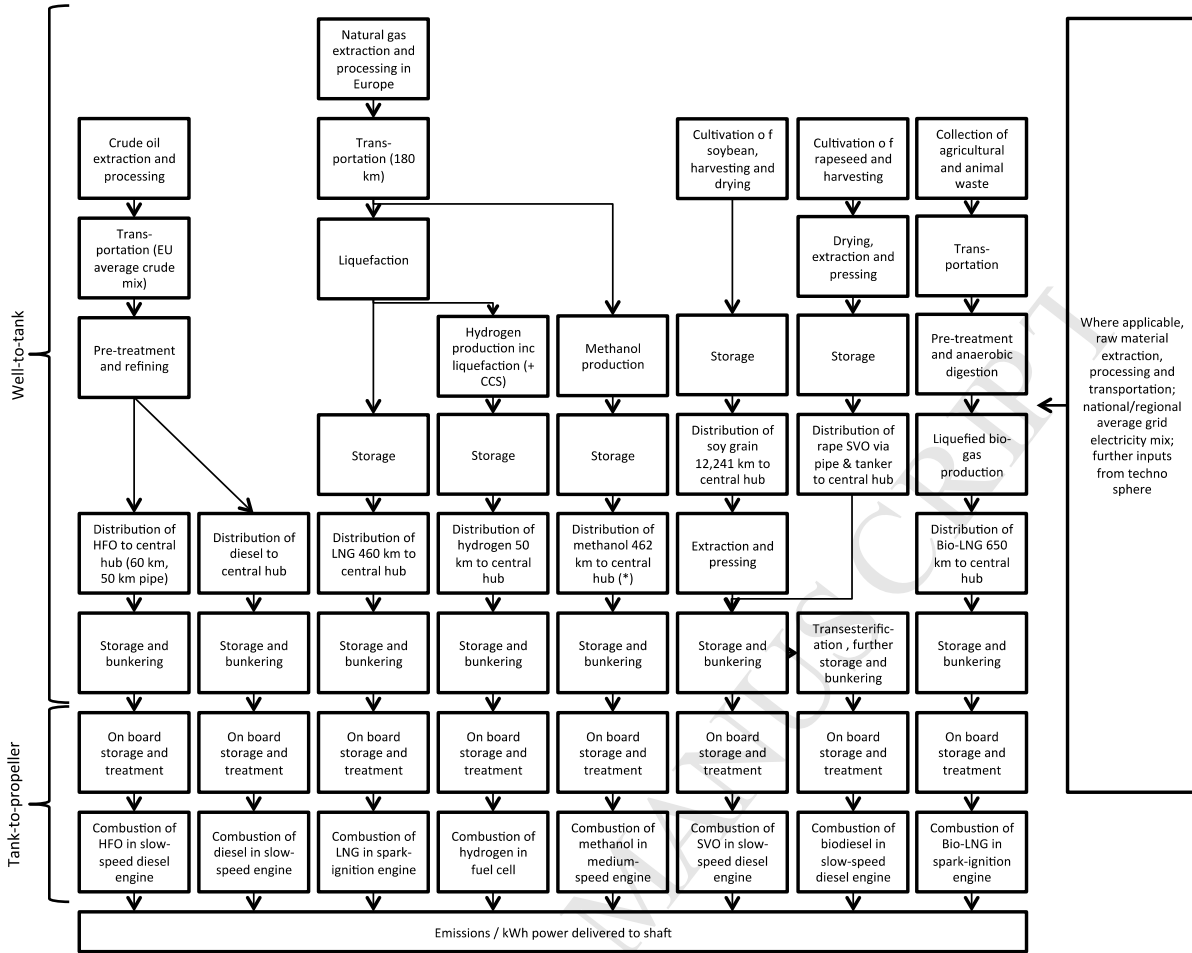 Natural gas
extraction and
processing in
Europe
Crude oil
extraction and
processing
Trans-
portation (180
km)
Cultivation o f
soybean,
harvesting and
drying
Cultivation o f
rapeseed and
harvesting
Collection of
agricultural
and animal
waste
Trans-
portation (EU
average crude
mix)
Liquefaction
Drying,
extraction and
pressing
Trans-
portation
Well-to-tank
Pre-treatment
and refining
Hydrogen
production inc
liquefaction (+
CCS)
Methanol
production
Storage
Storage
Pre-treatment
and anaerobic
digestion
Where applicable,
raw material
extraction,
processing and
transportation;
national/regional
average grid
electricity mix;
further inputs
from techno
sphere
Storage
Storage
Storage
Distribution of
soy grain
12,241 km to
central hub
Distribution of
rape SVO via
pipe & tanker
to central hub
Liquefied bio-
gas
production
Distribution of
HFO to central
hub (60 km,
50 km pipe)
Distribution of
diesel to
central hub
Distribution of
LNG 460 km to
central hub
Distribution of
hydrogen 50
km to central
hub
Distribution of
methanol 462
km to central
hub (*)
Extraction and
pressing
Distribution of
Bio-LNG 650
km to central
hub
Storage and
bunkering
Storage and
bunkering
Storage and
bunkering
Storage and
bunkering
Storage and
bunkering
Storage and
bunkering
Transesterific-
ation , further
storage and
bunkering
Storage and
bunkering
Tank-to-propeller
On board
storage and
treatment
On board
storage and
treatment
On board
storage and
treatment
On board
storage and
treatment
On board
storage and
treatment
On board
storage and
treatment
On board
storage and
treatment
On board
storage and
treatment
Combustion of
HFO in slow-
speed diesel
engine
Combustion of
diesel in slow-
speed engine
Combustion of
LNG in spark-
ignition engine
Combustion of
hydrogen in
fuel cell
Combustion of
methanol in
medium-
speed engine
Combustion of
SVO in slow-
speed diesel
engine
Combustion of
biodiesel in
slow-speed
diesel engine
Combustion of
Bio-LNG in
spark-ignition
engine
Emissions / kWh power delivered to shaft
MANUSCRIPT